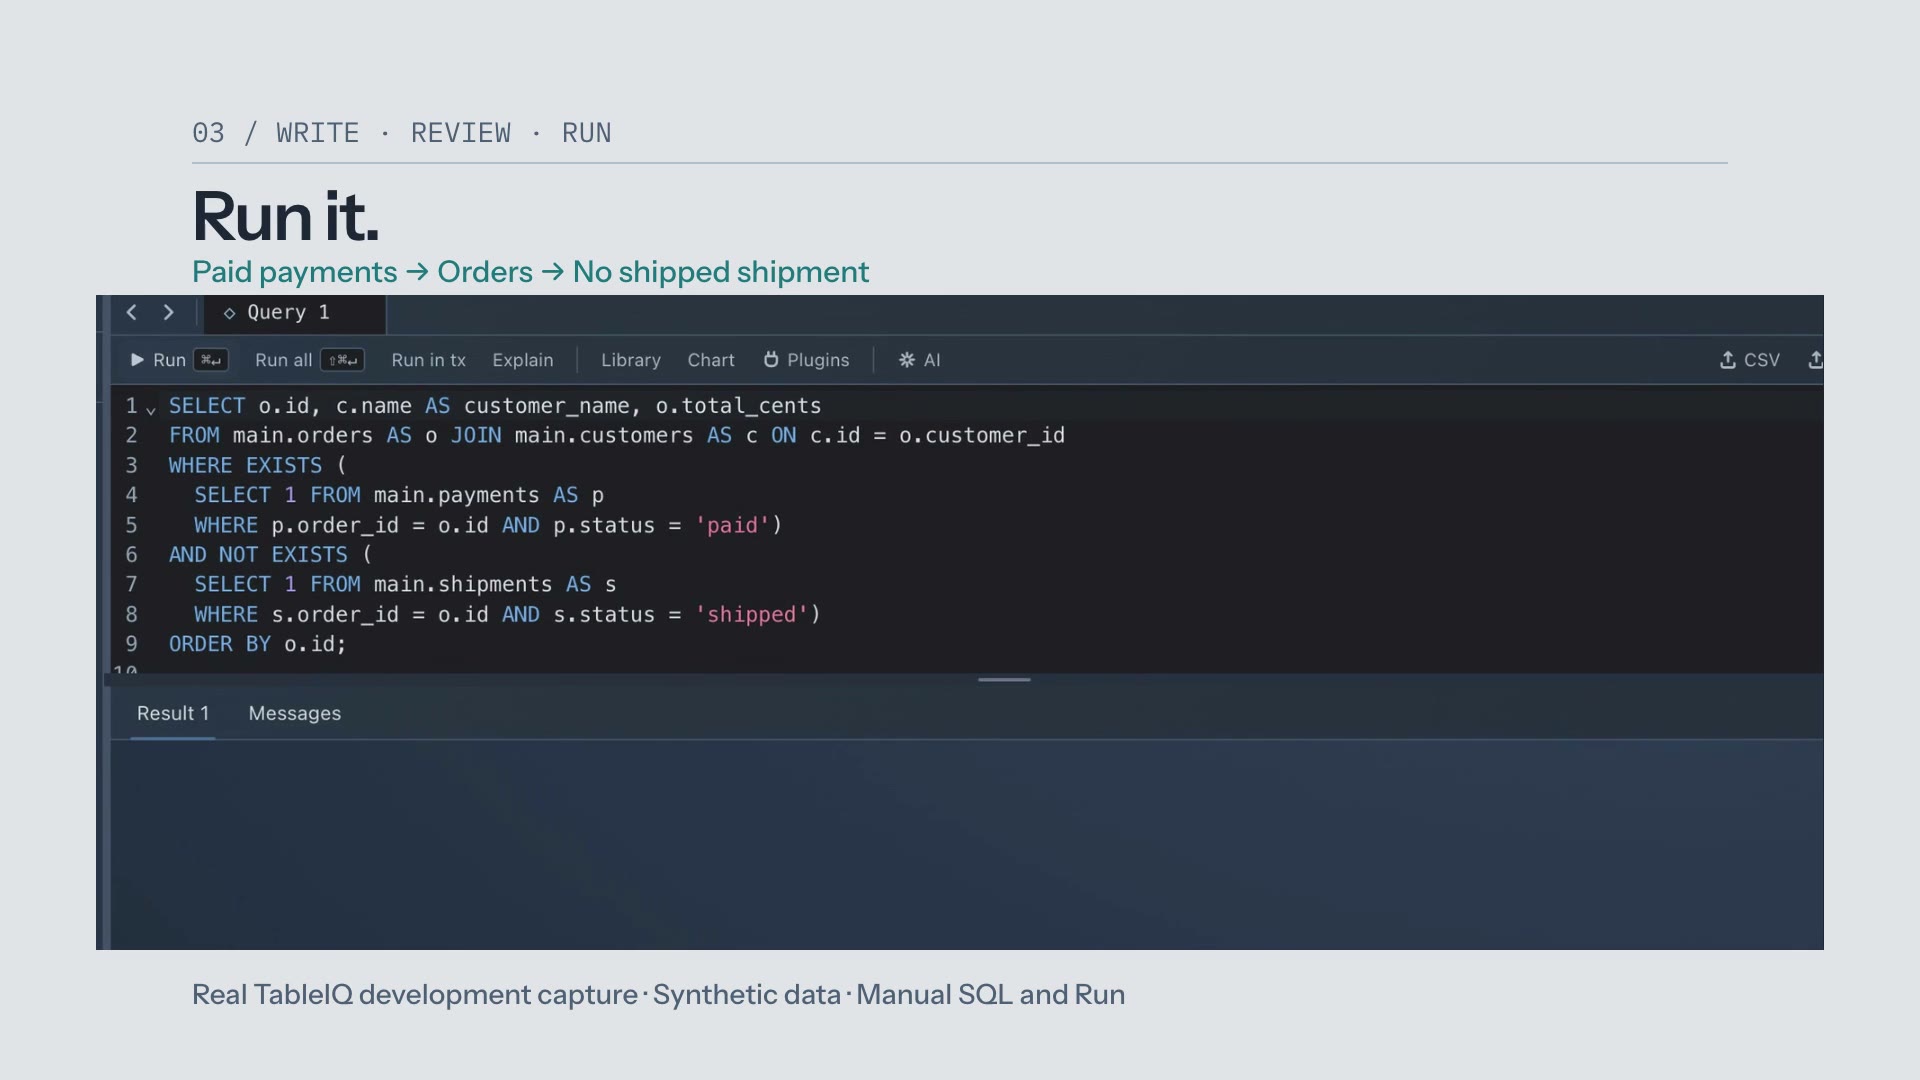 03 / WRITE · REVIEW · RUN
Run it.
Paid payments → Orders → No shipped shipment
Query 1
Run ⌘↵ Run all ⇧⌘↵ Run in tx Explain Library Chart Plugins AI CSV
1 SELECT o.id, c.name AS customer_name, o.total_cents
2 FROM main.orders AS o JOIN main.customers AS c ON c.id = o.customer_id
3 WHERE EXISTS (
4   SELECT 1 FROM main.payments AS p
5   WHERE p.order_id = o.id AND p.status = 'paid')
6 AND NOT EXISTS (
7   SELECT 1 FROM main.shipments AS s
8   WHERE s.order_id = o.id AND s.status = 'shipped')
9 ORDER BY o.id;
10
Result 1 Messages
Real TableIQ development capture · Synthetic data · Manual SQL and Run